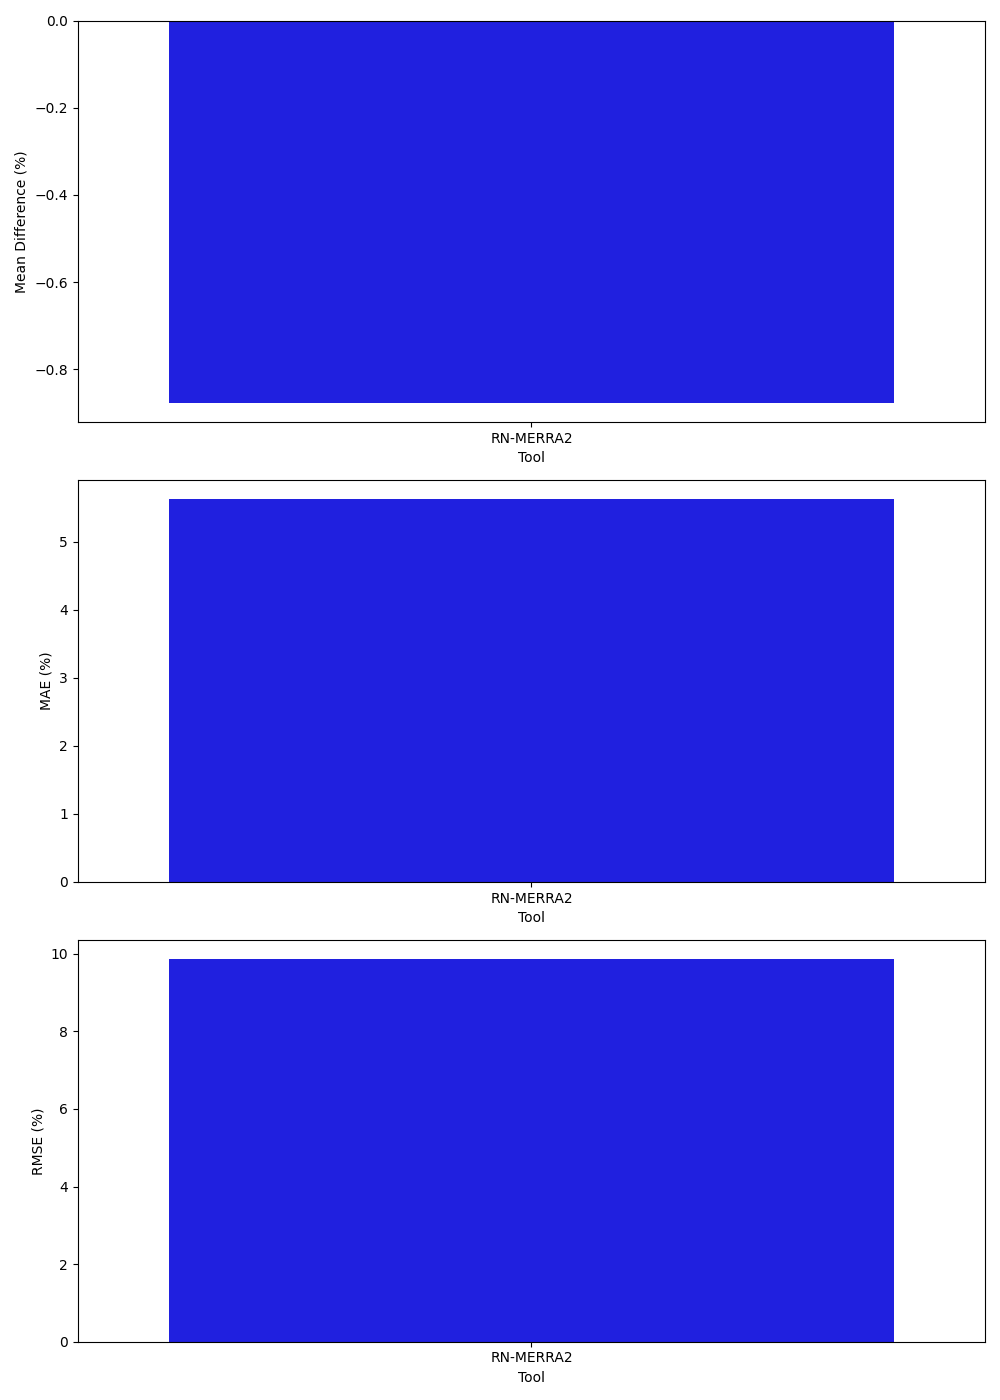 0.0
−0.2
−0.4
−0.6
−0.8
Mean Difference (%)
RN-MERRA2
Tool
5
4
3
2
1
0
MAE (%)
RN-MERRA2
Tool
10
8
6
4
2
0
RMSE (%)
RN-MERRA2
Tool